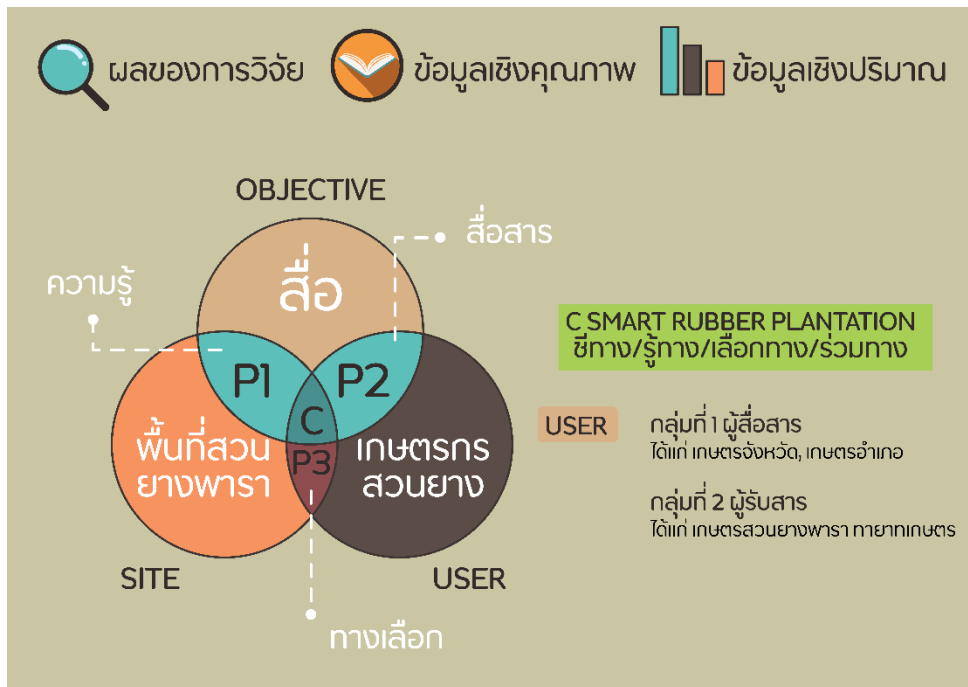 ผลของการวิจัย
ข้อมูลเชิงคุณภาพ
ข้อมูลเชิงปริมาณ
OBJECTIVE
สื่อสาร
สื่อ
ความรู้
P1
P2
C
P3
พื้นที่สวน
ยางพารา
เกษตรกร
สวนยาง
SITE
USER
ทางเลือก
C SMART RUBBER PLANTATION
ชี้ทาง/รู้ทาง/เลือกทาง/ร่วมทาง
USER
กลุ่มที่ 1 ผู้สื่อสาร
ได้แก่ เกษตรจังหวัด, เกษตรอำเภอ
กลุ่มที่ 2 ผู้รับสาร
ได้แก่ เกษตรสวนยางพารา ทายาทเกษตร